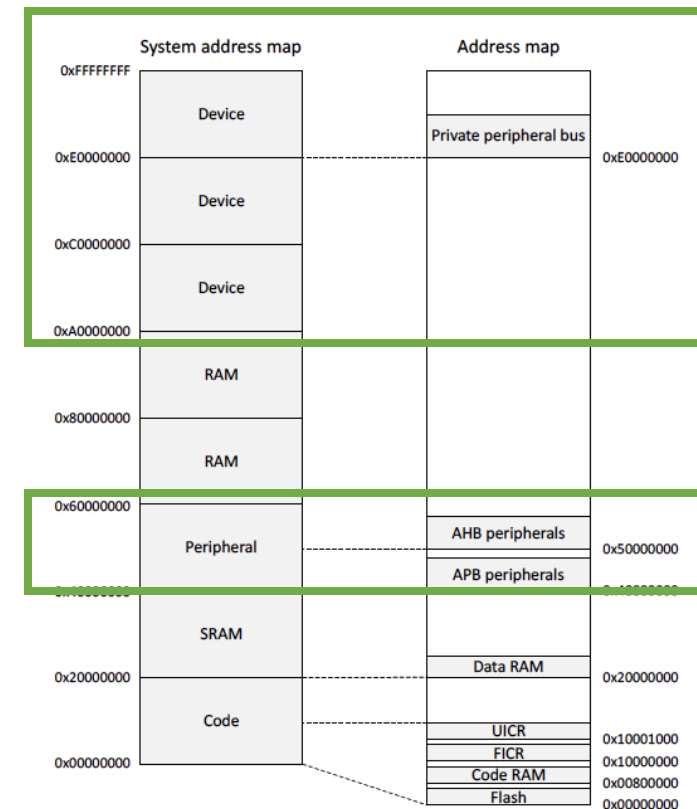 System address map
Address map
0xFFFFFFFF
Device
Private peripheral bus
0xE0000000
0xE0000000
Device
0xC0000000
Device
0xA0000000
RAM
0x80000000
RAM
0x60000000
AHB peripherals
Peripheral
0x50000000
APB peripherals
SRAM
Data RAM
0x20000000
0x20000000
Code
UICR
0x10001000
FICR
0x00000000
0x10000000
Code RAM
0x00800000
Flash
0x00000000